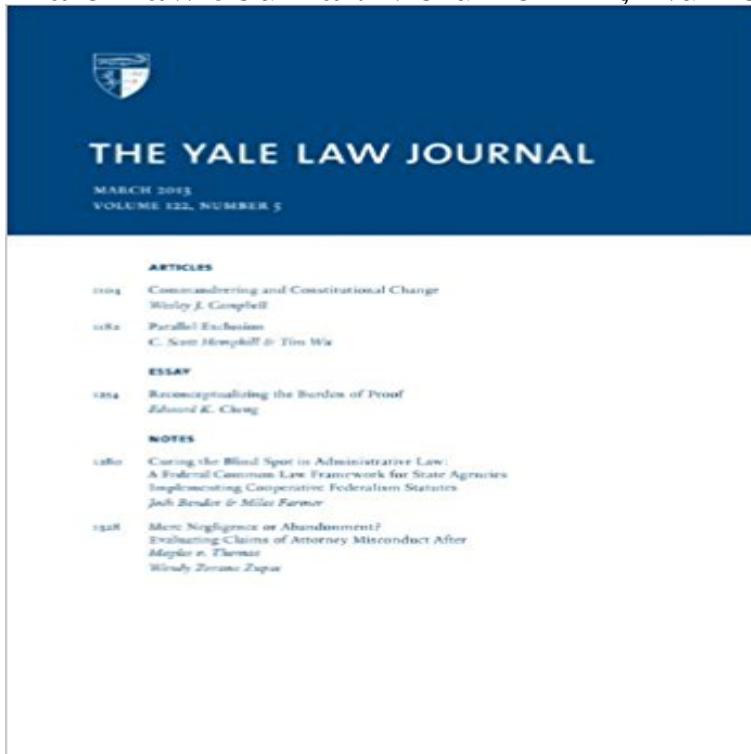 THE YALE LAW JOURNAL
MARCH 2013
VOLUME 122, NUMBER 5
ARTICLES
1104 Commandeering and Constitutional Change
Wesley J. Campbell
1182 Parallel Exclusion
C. Scott Hemphill & Tim Wu
ESSAY
1254 Reconceptualizing the Burden of Proof
Edward K. Cheng
NOTES
1280 Curing the Blind Spot in Administrative Law:
A Federal Common Law Framework for State Agencies
Implementing Cooperative Federalism Statutes
Josh Bendor & Miles Farmer
1328 Mere Negligence or Abandonment?
Evaluating Claims of Attorney Misconduct After
Maples v. Thomas
Wendy Zorana Zupac